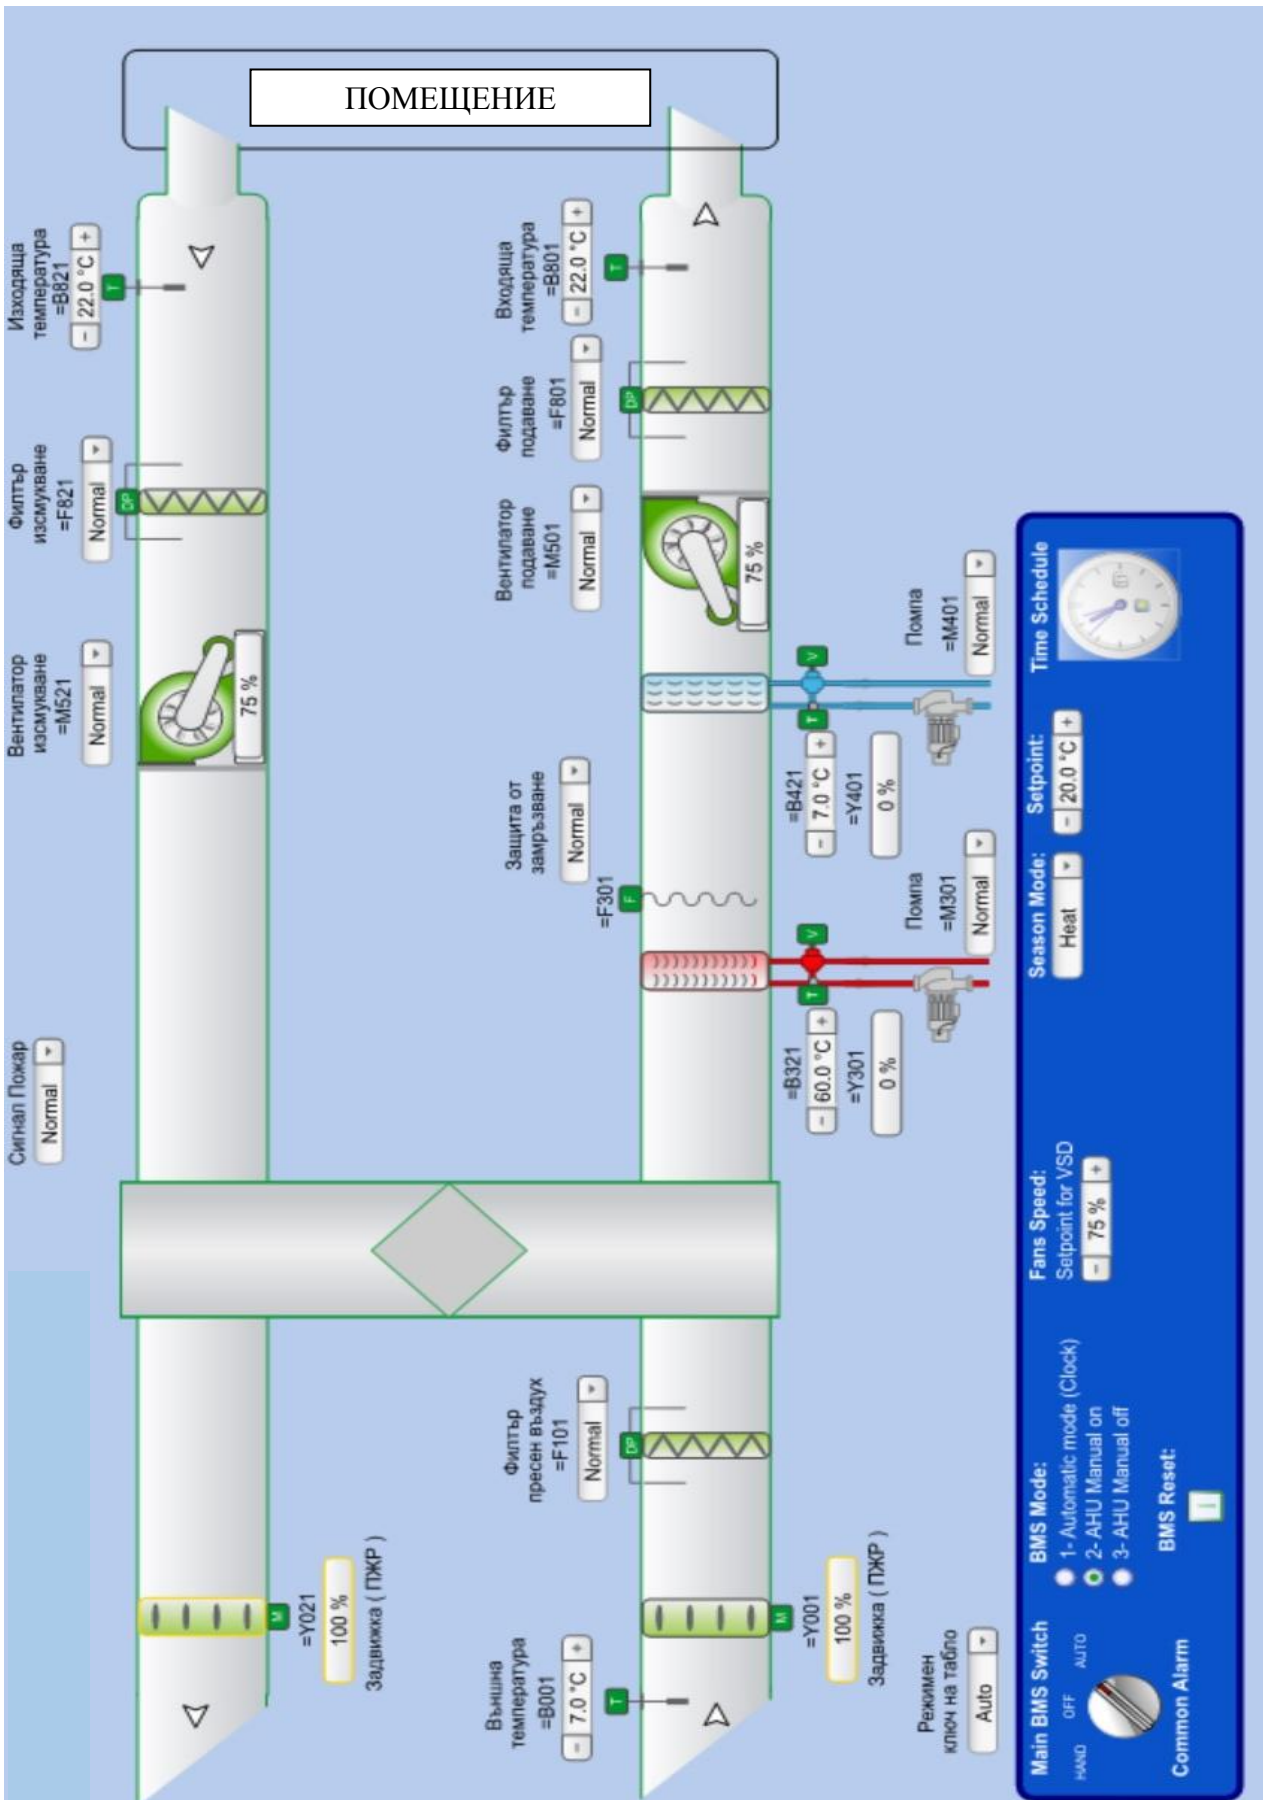 ПОМЕЩЕНИЕ
Сигнал Пожар
Normal
Вентилатор
изсмукване
=M521
Normal
75 %
Филтър
изсмукване
=F821
Normal
DP
Изходяща
температура
=B821
− 22.0 °C +
T
M
=Y021
100 %
Задвижка ( ПЖР )
Външна
температура
=B001
− 7.0 °C +
T
Филтър
пресен въздух
=F101
Normal
DP
=F301
F
Защита от
замръзване
Normal
Вентилатор
подаване
=M501
Normal
75 %
Филтър
подаване
=F801
Normal
DP
Входяща
температура
=B801
− 22.0 °C +
T
M
=Y001
100 %
Задвижка ( ПЖР )
=B321
− 60.0 °C +
=Y301
0 %
T
V
Помпа
=M301
Normal
=B421
− 7.0 °C +
=Y401
0 %
T
V
Помпа
=M401
Normal
Режимен
ключ на табло
Auto
Main BMS Switch
HAND OFF AUTO
Common Alarm
BMS Mode:
1- Automatic mode (Clock)
2- AHU Manual on
3- AHU Manual off
BMS Reset:
Fans Speed:
Setpoint for VSD
− 75 % +
Season Mode:
Heat
Setpoint:
− 20.0 °C +
Time Schedule